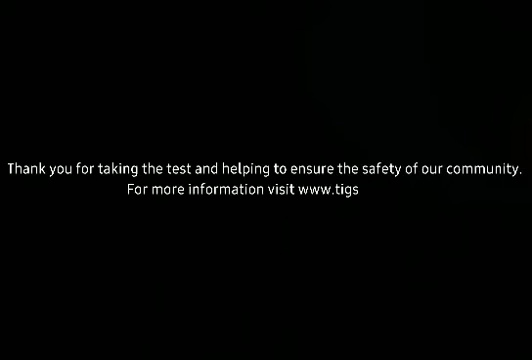 Thank you for taking the test and helping to ensure the safety of our community.
For more information visit www.tigs